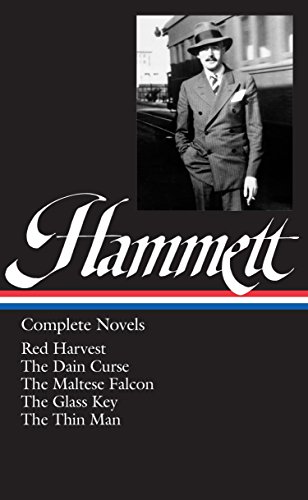 Hammett
Complete Novels
Red Harvest
The Dain Curse
The Maltese Falcon
The Glass Key
The Thin Man